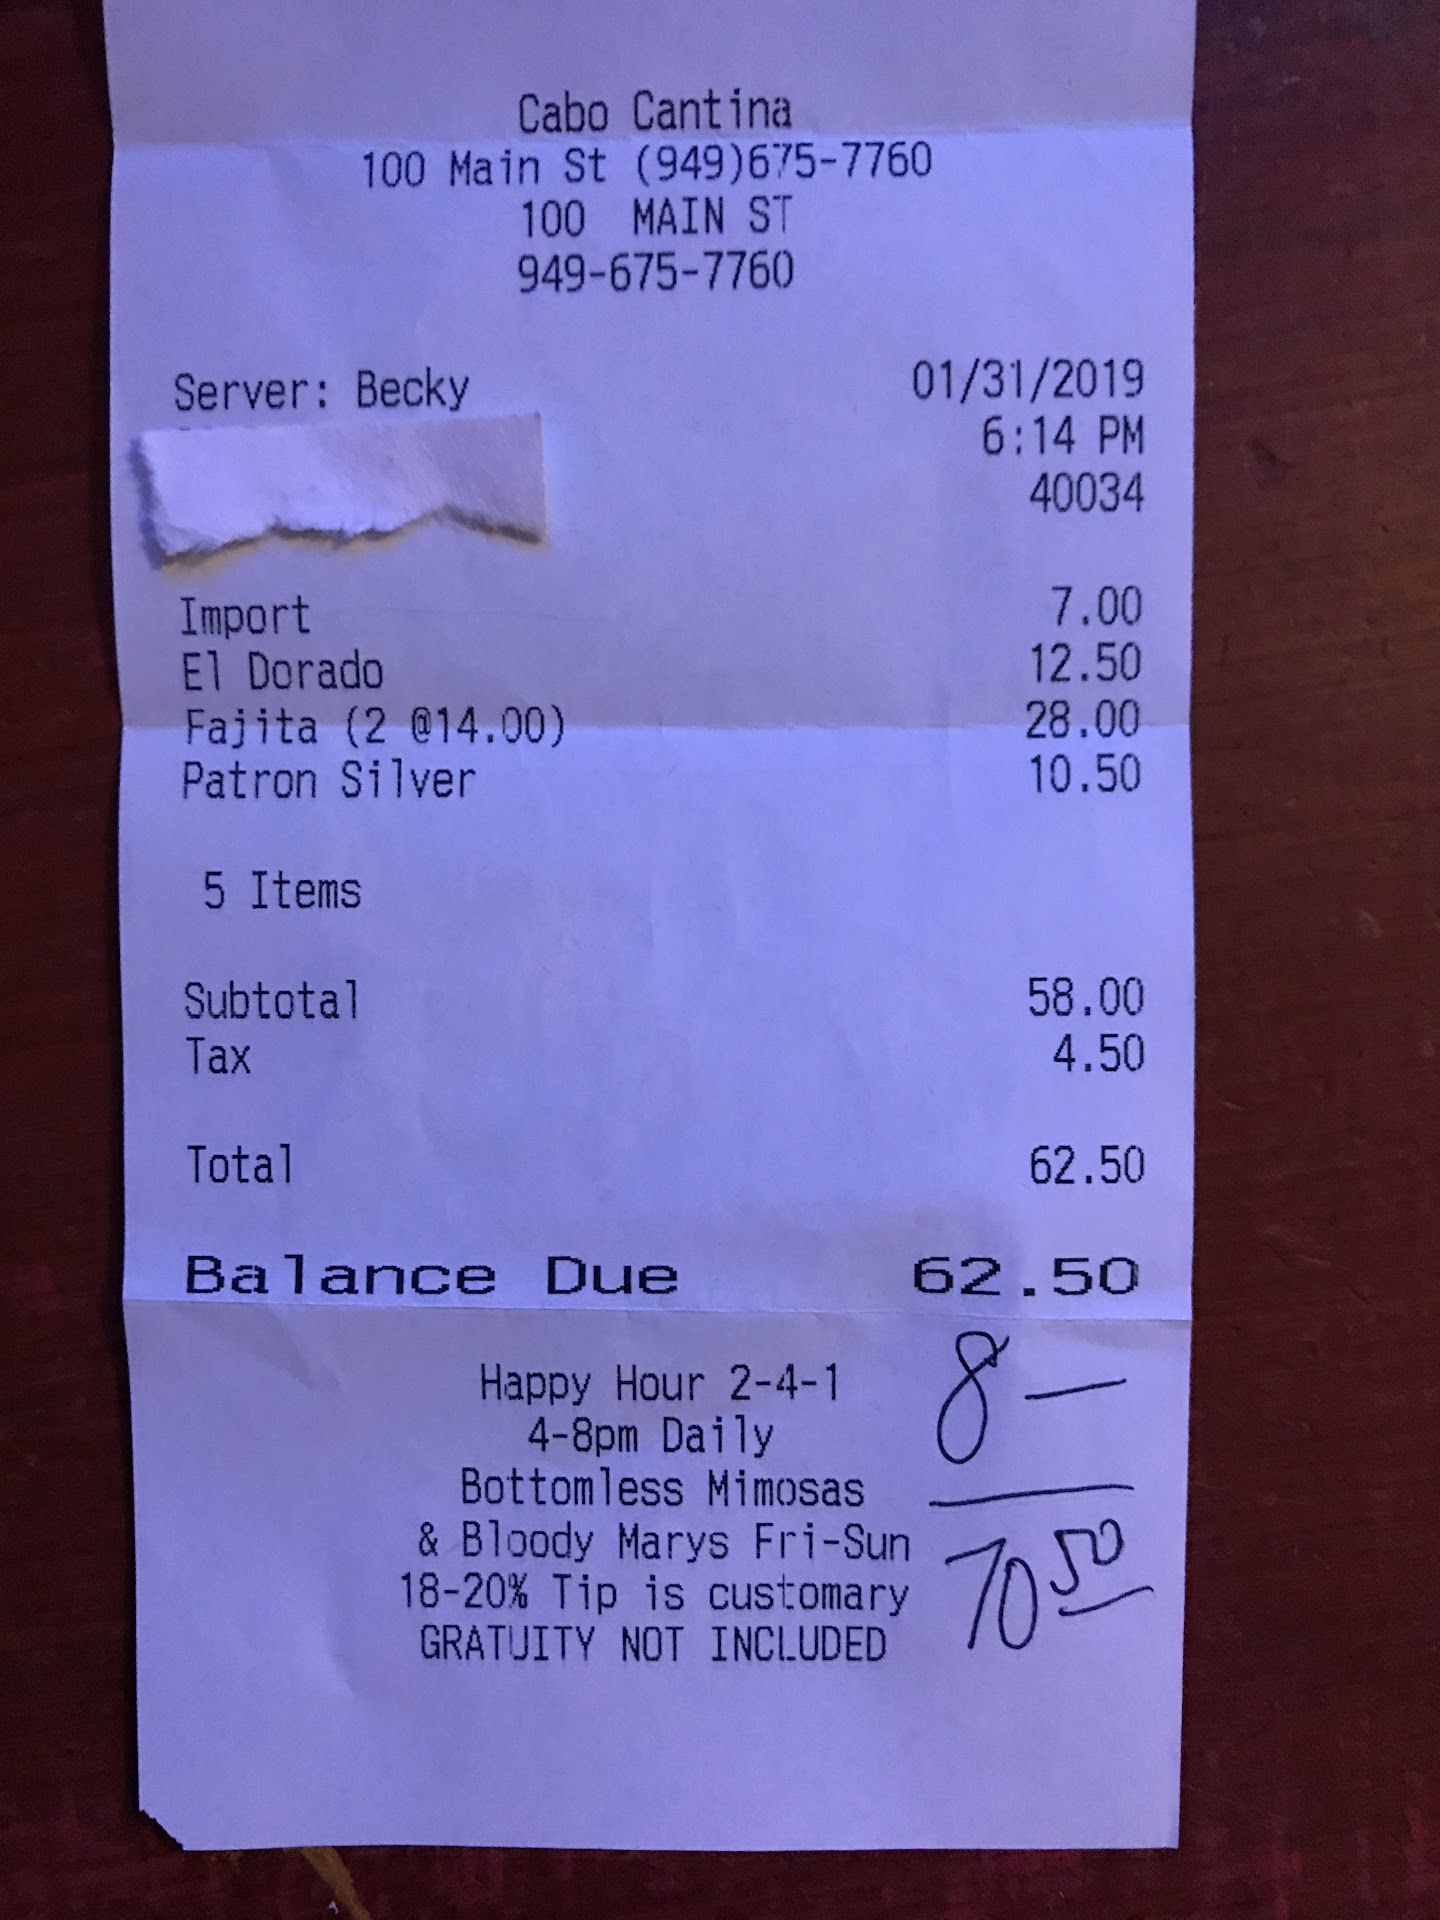 Cabo Cantina
100 Main St (949)675-7760
100 MAIN ST
949-675-7760
Server: Becky 01/31/2019
6:14 PM
40034
Import 7.00
El Dorado 12.50
Fajita (2 @14.00) 28.00
Patron Silver 10.50
5 Items
Subtotal 58.00
Tax 4.50
Total 62.50
Balance Due 62.50
8 —
Happy Hour 2-4-1
4-8pm Daily
Bottomless Mimosas
& Bloody Marys Fri-Sun
70 50
18-20% Tip is customary
GRATUITY NOT INCLUDED